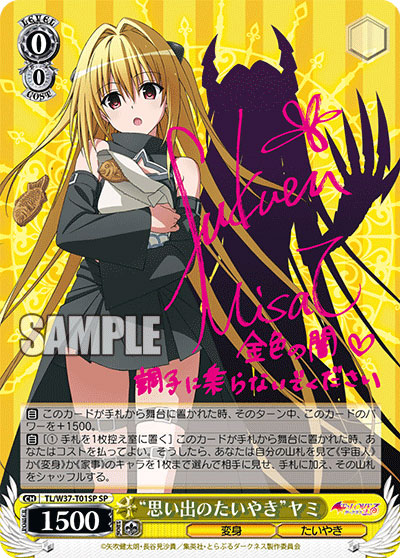 LEVEL
0
0
COST
Fukuen
Misato
金色の闇♡
調子に乗らないでください
SAMPLE
自 このカードが手札から舞台に置かれた時、そのターン中、このカードのパワーを+1500。
自 [① 手札を1枚控え室に置く] このカードが手札から舞台に置かれた時、あなたはコストを払ってよい。そうしたら、あなたは自分の山札を見て《宇宙人》か《変身》か《家事》のキャラを1枚まで選んで相手に見せ、手札に加え、その山札をシャッフルする。
CH TL/W37-T01SP SP
POWER
1500
“思い出のたいやき”ヤミ
変身
たいやき
©矢吹健太朗・長谷見沙貴/集英社・とらぶるダークネス製作委員会